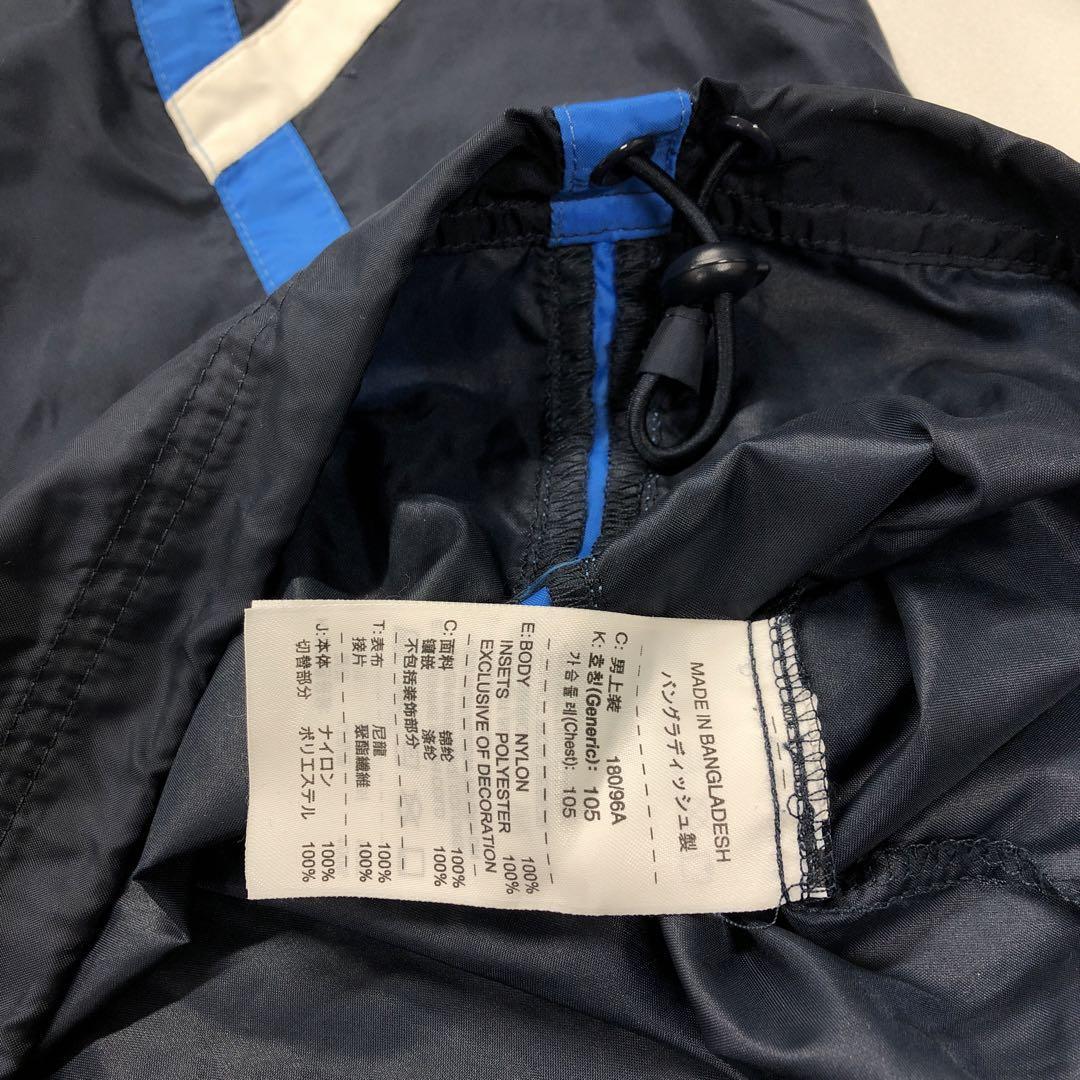 MADE IN BANGLADESH
バングラディッシュ製
C: 男上装 180/96A
K: 호칭(Generic): 105
가슴둘레(Chest): 105
E: BODY NYLON 100%
INSETS POLYESTER 100%
EXCLUSIVE OF DECORATION
C: 面料 锦纶 100%
镶嵌 涤纶 100%
不包括装饰部分
T: 表布 尼龍 100%
接片 聚酯纖維 100%
J: 本体 ナイロン 100%
切替部分 ポリエステル 100%